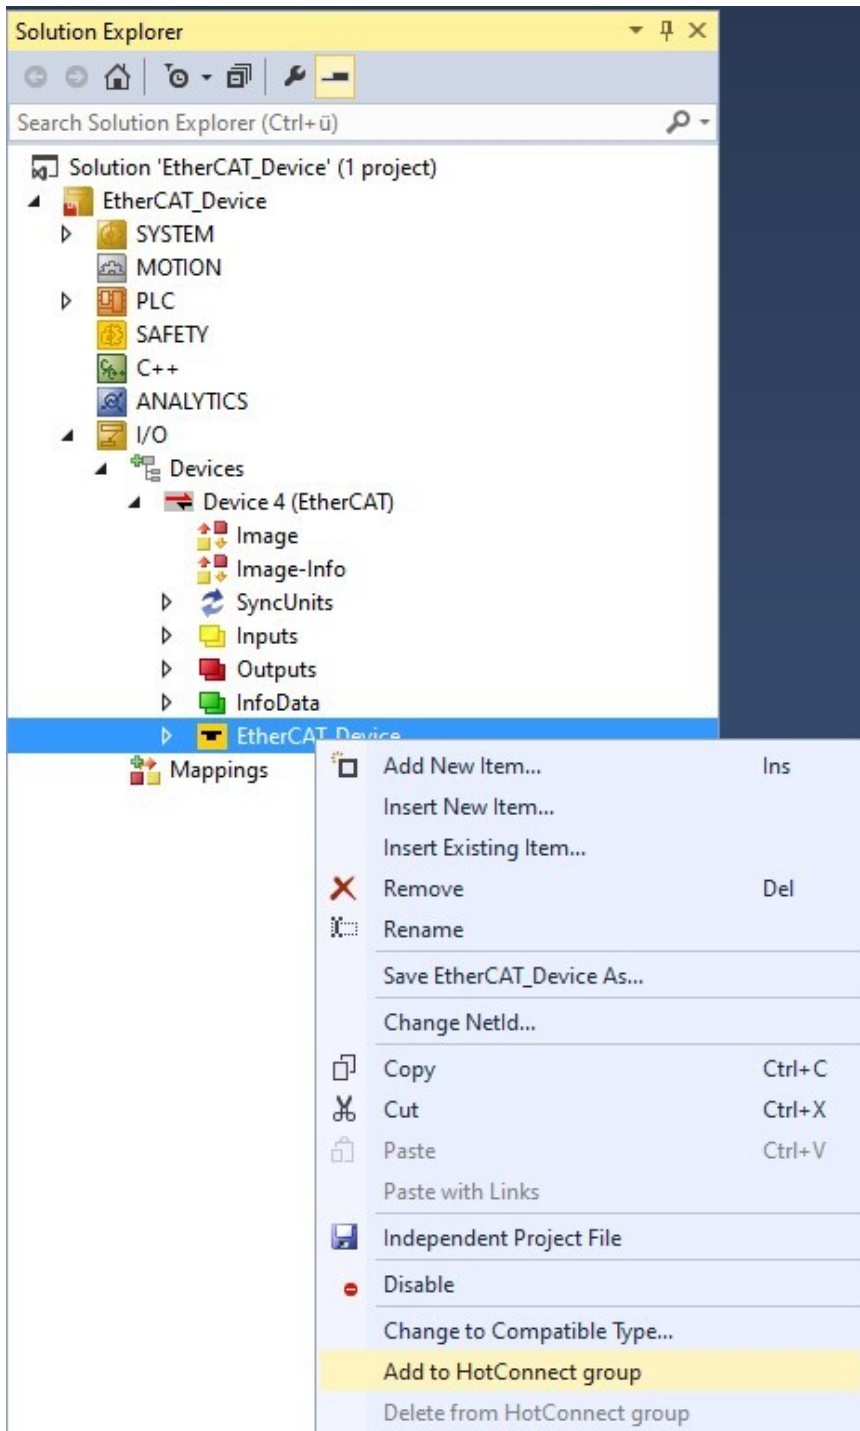 Solution Explorer
Search Solution Explorer (Ctrl+ü)
Solution 'EtherCAT_Device' (1 project)
EtherCAT_Device
SYSTEM
MOTION
PLC
SAFETY
C++
ANALYTICS
I/O
Devices
Device 4 (EtherCAT)
Image
Image-Info
SyncUnits
Inputs
Outputs
InfoData
EtherCAT_Device
Mappings
Add New Item... Ins
Insert New Item...
Insert Existing Item...
Remove Del
Rename
Save EtherCAT_Device As...
Change NetId...
Copy Ctrl+C
Cut Ctrl+X
Paste Ctrl+V
Paste with Links
Independent Project File
Disable
Change to Compatible Type...
Add to HotConnect group
Delete from HotConnect group